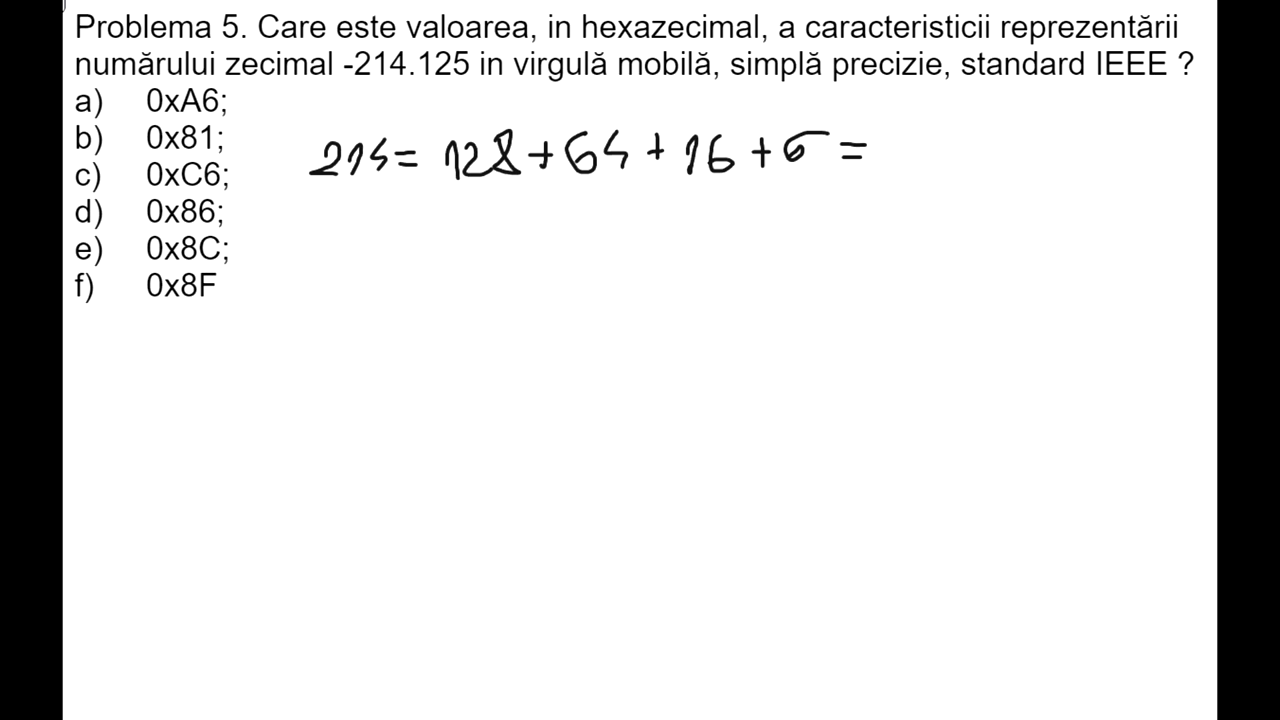 Problema 5. Care este valoarea, in hexazecimal, a caracteristicii reprezentării
numărului zecimal -214.125 in virgulă mobilă, simplă precizie, standard IEEE ?
a) 0xA6;
b) 0x81;
214= 128+64+16+6=
c) 0xC6;
d) 0x86;
e) 0x8C;
f) 0x8F